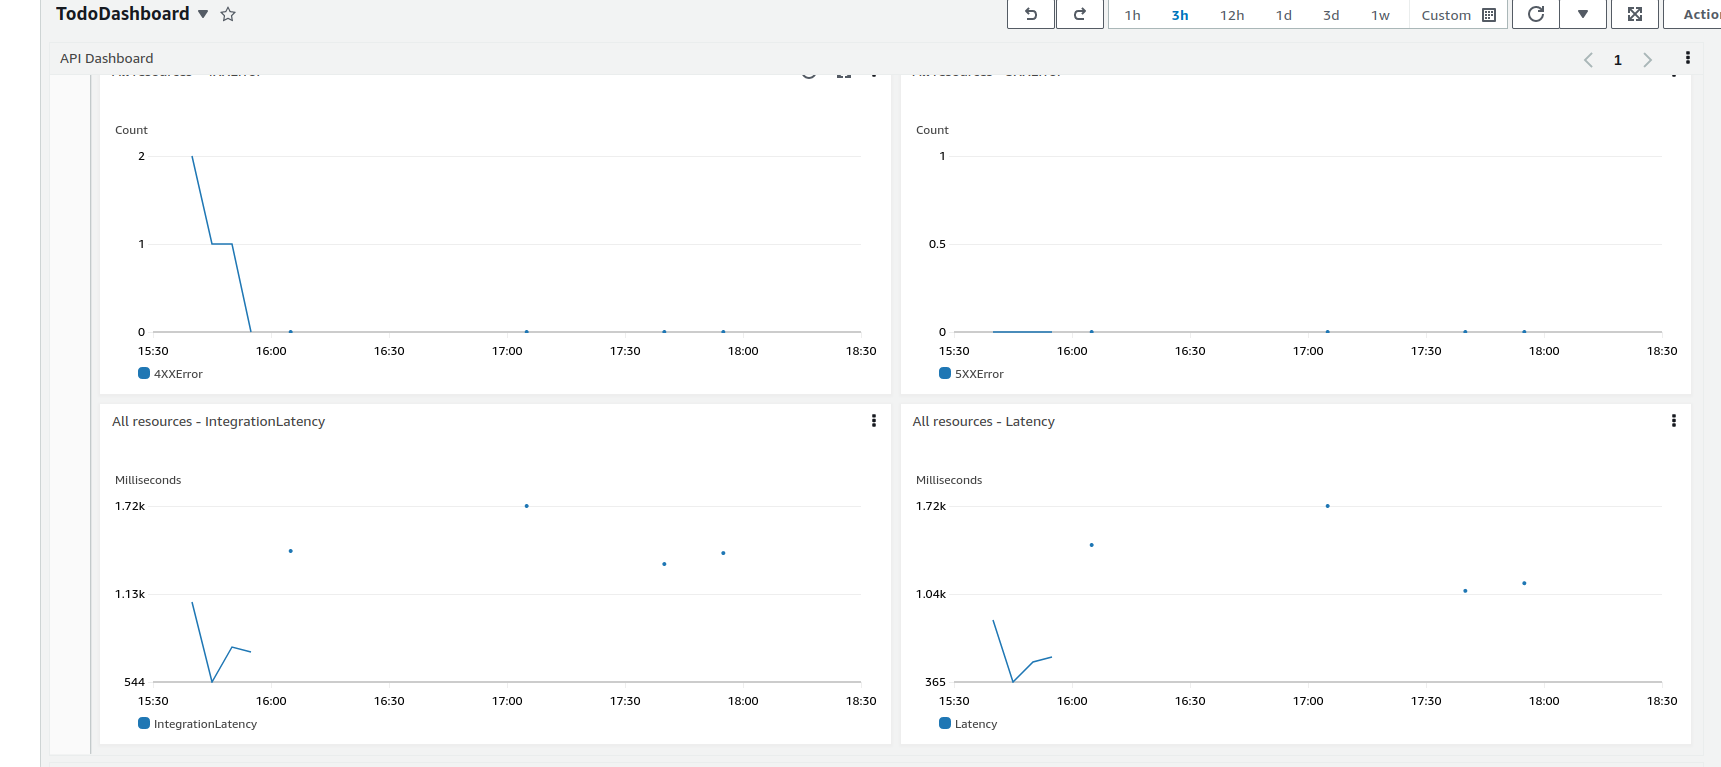 TodoDashboard
1h 3h 12h 1d 3d 1w Custom
API Dashboard
1
Count
2
1
0
15:30 16:00 16:30 17:00 17:30 18:00 18:30
4XXError
Count
1
0.5
0
15:30 16:00 16:30 17:00 17:30 18:00 18:30
5XXError
All resources - IntegrationLatency
Milliseconds
1.72k
1.13k
544
15:30 16:00 16:30 17:00 17:30 18:00 18:30
IntegrationLatency
All resources - Latency
Milliseconds
1.72k
1.04k
365
15:30 16:00 16:30 17:00 17:30 18:00 18:30
Latency